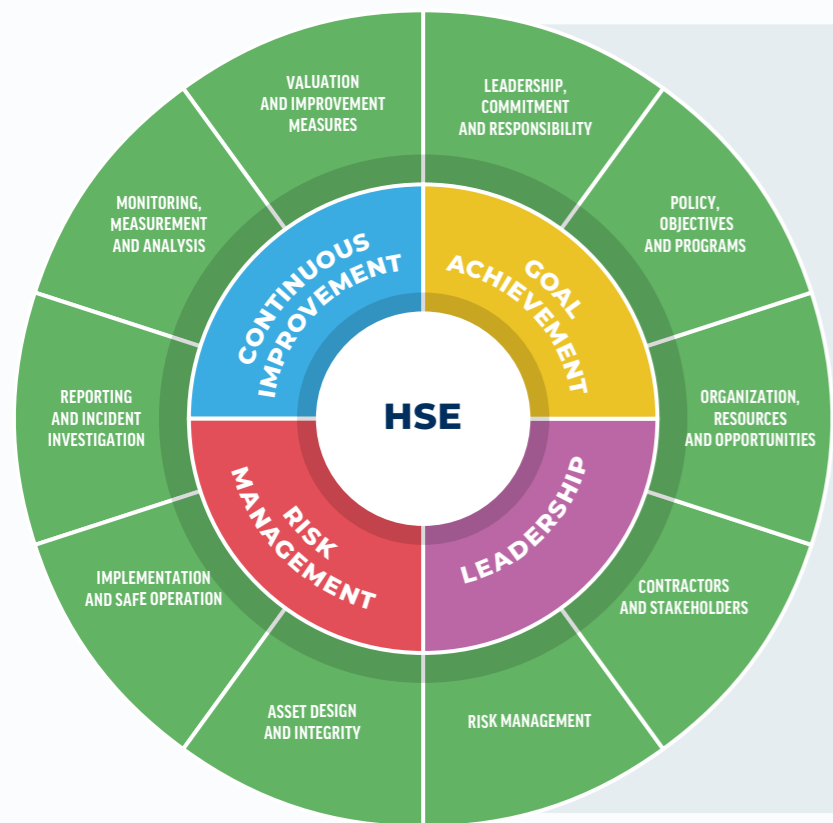 VALUATION
AND IMPROVEMENT
MEASURES
LEADERSHIP,
COMMITMENT
AND RESPONSIBILITY
POLICY,
OBJECTIVES
AND PROGRAMS
ORGANIZATION,
RESOURCES
AND OPPORTUNITIES
CONTRACTORS
AND STAKEHOLDERS
RISK MANAGEMENT
ASSET DESIGN
AND INTEGRITY
IMPLEMENTATION
AND SAFE OPERATION
REPORTING
AND INCIDENT
INVESTIGATION
MONITORING,
MEASUREMENT
AND ANALYSIS
CONTINUOUS
IMPROVEMENT
GOAL
ACHIEVEMENT
LEADERSHIP
RISK
MANAGEMENT
HSE